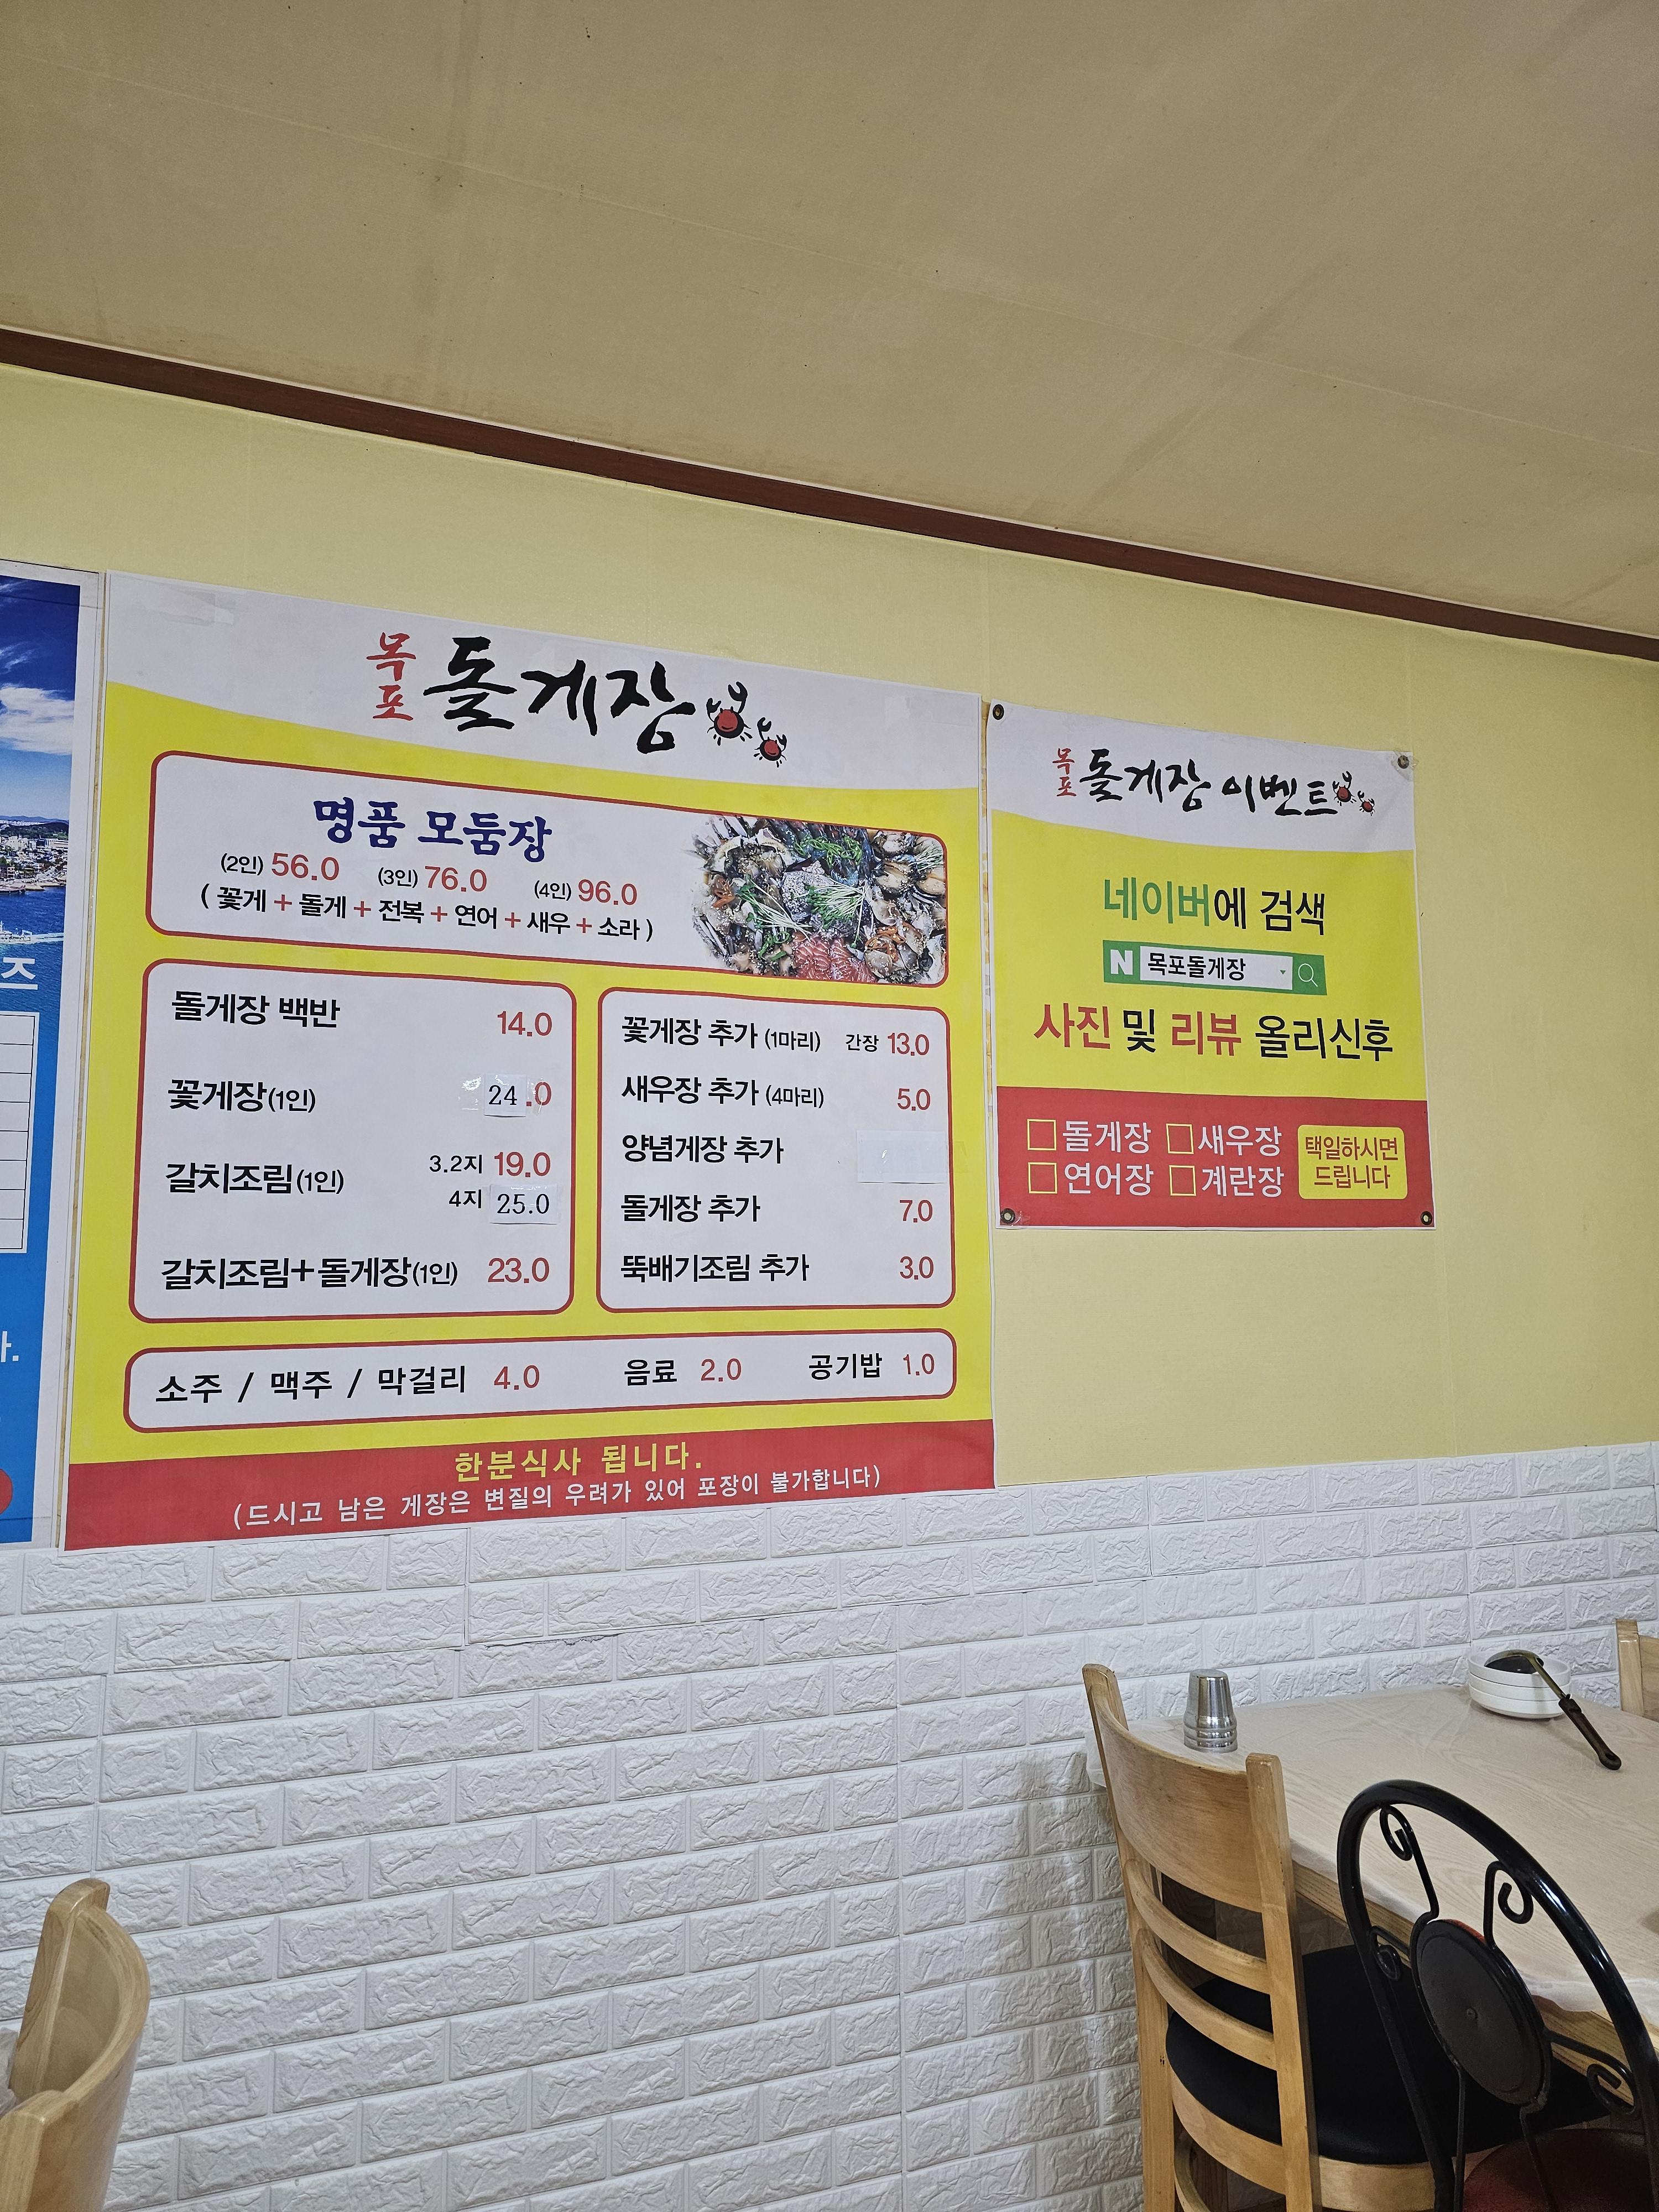 즈
목포 돌게장
명품 모둠장
(2인) 56.0 (3인) 76.0 (4인) 96.0
( 꽃게 + 돌게 + 전복 + 연어 + 새우 + 소라 )
돌게장 백반 14.0
꽃게장(1인) 24.0
갈치조림(1인) 3.2지 19.0
4지 25.0
갈치조림+돌게장(1인) 23.0
꽃게장 추가 (1마리) 간장 13.0
새우장 추가 (4마리) 5.0
양념게장 추가
돌게장 추가 7.0
뚝배기조림 추가 3.0
소주 / 맥주 / 막걸리 4.0 음료 2.0 공기밥 1.0
한분식사 됩니다.
(드시고 남은 게장은 변질의 우려가 있어 포장이 불가합니다)
목포 돌게장 이벤트
네이버에 검색
N 목포돌게장
사진 및 리뷰 올리신후
돌게장 새우장
연어장 계란장
택일하시면
드립니다